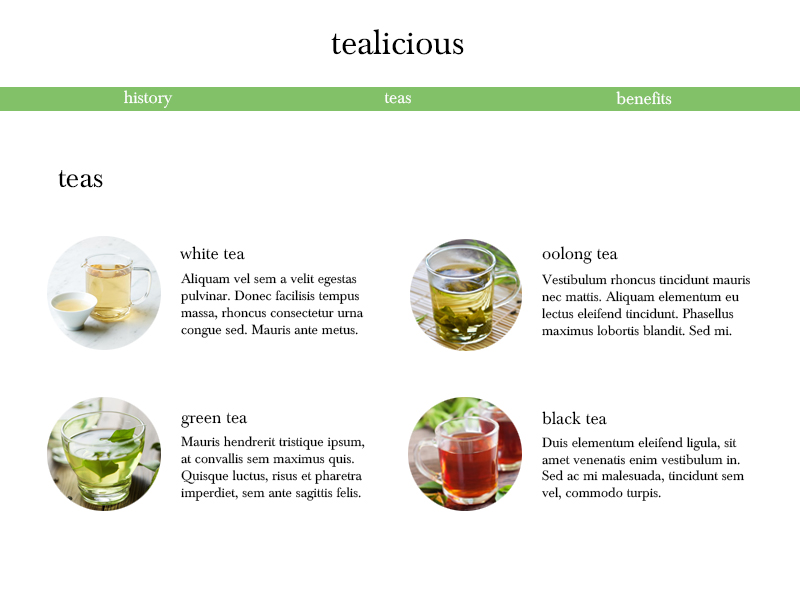 tealicious
history
teas
benefits
teas
white tea
Aliquam vel sem a velit egestas
pulvinar. Donec facilisis tempus
massa, rhoncus consectetur urna
congue sed. Mauris ante metus.
oolong tea
Vestibulum rhoncus tincidunt mauris
nec mattis. Aliquam elementum eu
lectus eleifend tincidunt. Phasellus
maximus lobortis blandit. Sed mi.
green tea
Mauris hendrerit tristique ipsum,
at convallis sem maximus quis.
Quisque luctus, risus et pharetra
imperdiet, sem ante sagittis felis.
black tea
Duis elementum eleifend ligula, sit
amet venenatis enim vestibulum in.
Sed ac mi malesuada, tincidunt sem
vel, commodo turpis.